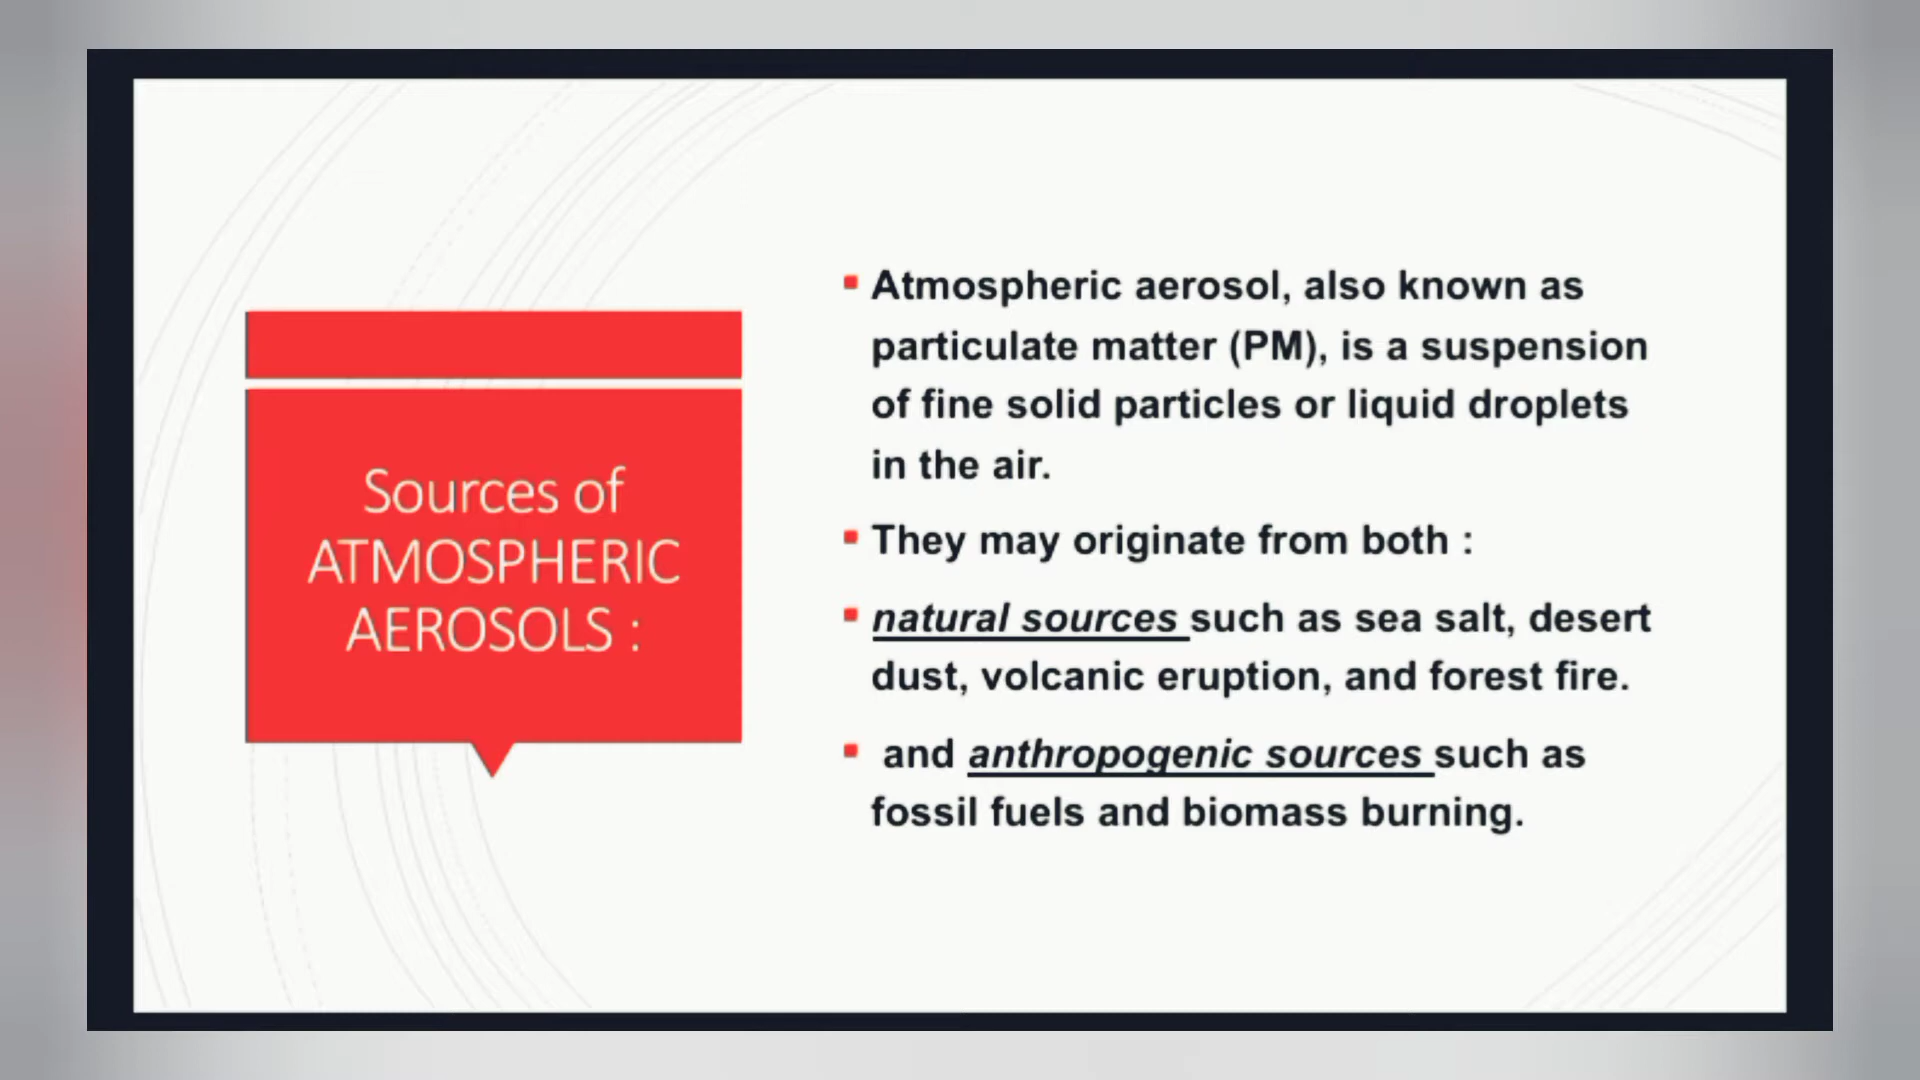 Sources of
ATMOSPHERIC
AEROSOLS :
Atmospheric aerosol, also known as
particulate matter (PM), is a suspension
of fine solid particles or liquid droplets
in the air.
They may originate from both :
natural sources such as sea salt, desert
dust, volcanic eruption, and forest fire.
and anthropogenic sources such as
fossil fuels and biomass burning.